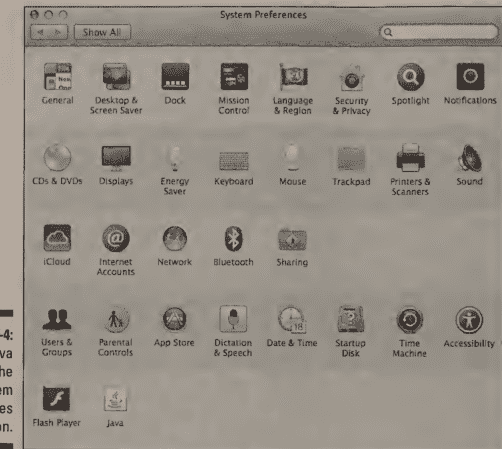 System Preferences
Show All
General
Desktop & Screen Saver
Dock
Mission Control
Language & Region
Security & Privacy
Spotlight
Notifications
CDs & DVDs
Displays
Energy Saver
Keyboard
Mouse
Trackpad
Printers & Scanners
Sound
iCloud
Internet Accounts
Network
Bluetooth
Sharing
-4:
va
he
em
es
on.
Users & Groups
Parental Controls
App Store
Dictation & Speech
18
Date & Time
Startup Disk
Time Machine
Accessibility
Flash Player
Java